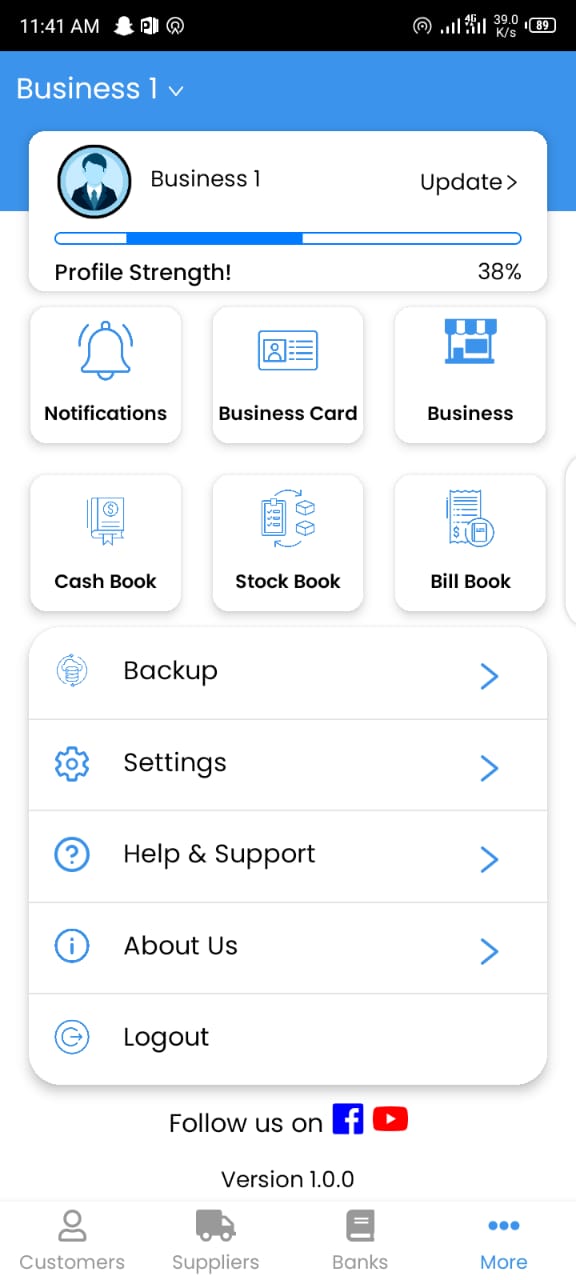 11:41 AM 4G 39.0 K/s 89
Business 1
Business 1 Update
Profile Strength! 38%
Notifications Business Card Business
Cash Book Stock Book Bill Book
Backup
Settings
Help & Support
About Us
Logout
Follow us on
Version 1.0.0
Customers Suppliers Banks More